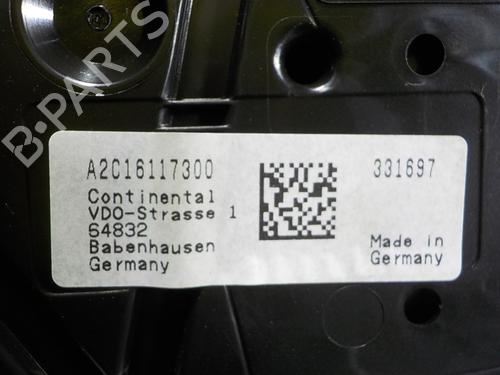 B-PARTS
A2C16117300
331697
Continental
VDO-Strasse 1
64832
Babenhausen
Germany
Made in
Germany